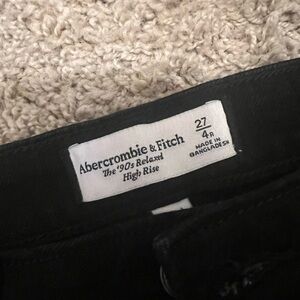 Abercrombie & Fitch
The '90s Relaxed
High Rise
27
4R
MADE IN
BANGLADESH